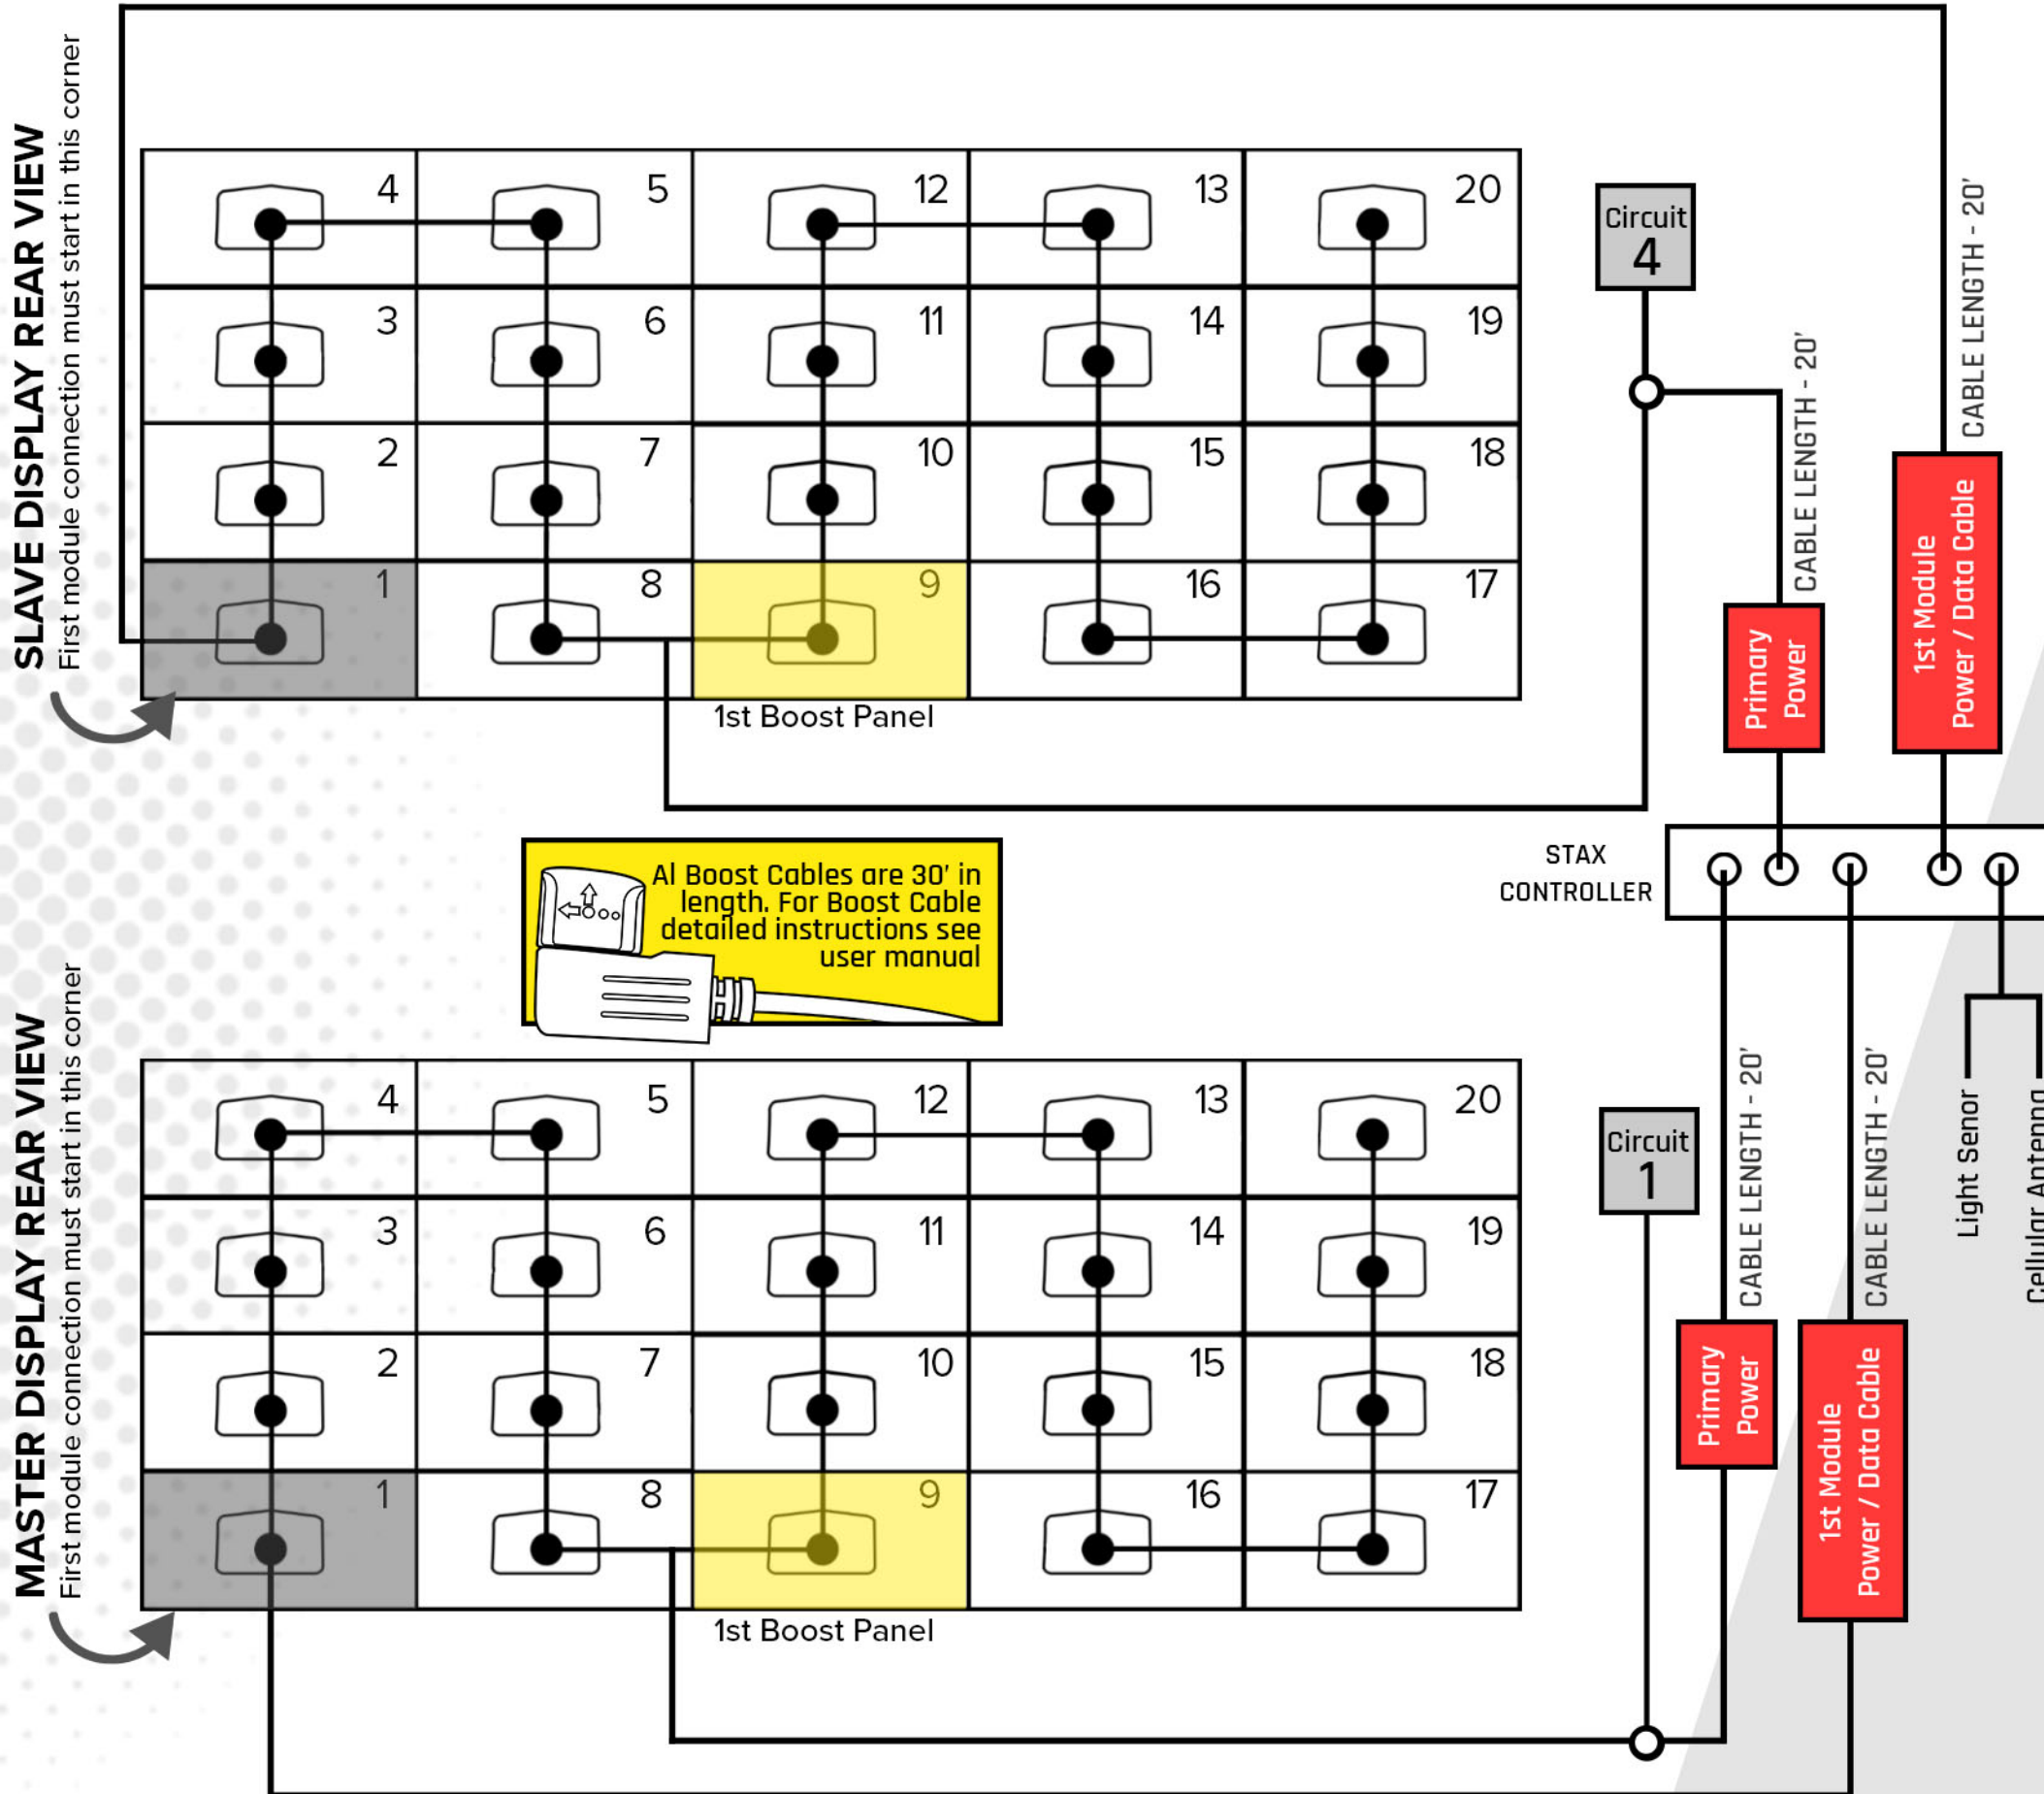 SLAVE DISPLAY REAR VIEW
First module connection must start in this corner
4
5
12
13
20
3
6
11
14
19
2
7
10
15
18
1
8
9
16
17
1st Boost Panel
Circuit
4
CABLE LENGTH - 20'
Primary
Power
CABLE LENGTH - 20'
1st Module
Power / Data Cable
STAX
CONTROLLER
Al Boost Cables are 30' in
length. For Boost Cable
detailed instructions see
user manual
MASTER DISPLAY REAR VIEW
First module connection must start in this corner
4
5
12
13
20
3
6
11
14
19
2
7
10
15
18
1
8
9
16
17
1st Boost Panel
Circuit
1
CABLE LENGTH - 20'
Primary
Power
CABLE LENGTH - 20'
1st Module
Power / Data Cable
Light Senor
Cellular Antenna